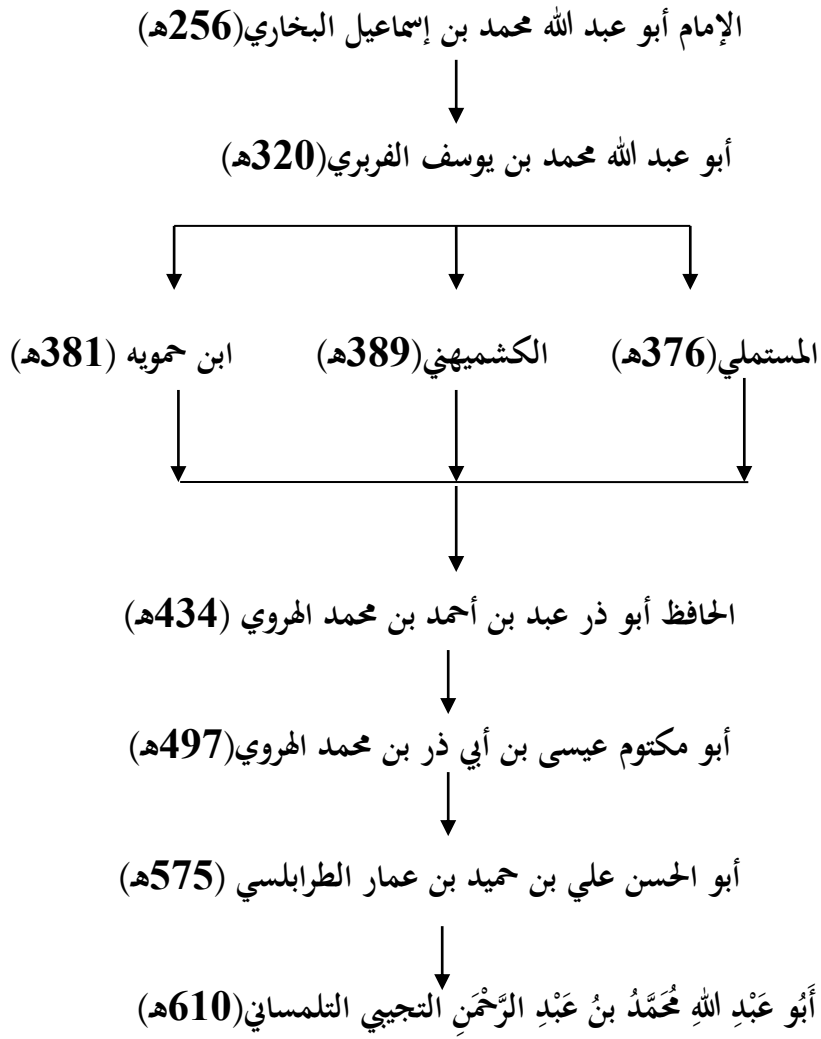 الإمام أبو عبد الله محمد بن إسماعيل البخاري(256هـ)
أبو عبد الله محمد بن يوسف الفربري(320هـ)
المستملي(376هـ) الكشميهني(389هـ) ابن حمويه (381هـ)
الحافظ أبو ذر عبد بن أحمد بن محمد الهروي (434هـ)
أبو مكتوم عيسى بن أبي ذر بن محمد الهروي(497هـ)
أبو الحسن علي بن حميد بن عمار الطرابلسي (575هـ)
أَبُو عَبْدِ اللهِ مُحَمَّدُ بنُ عَبْدِ الرَّحْمَنِ التجيبي التلمساني(610هـ)